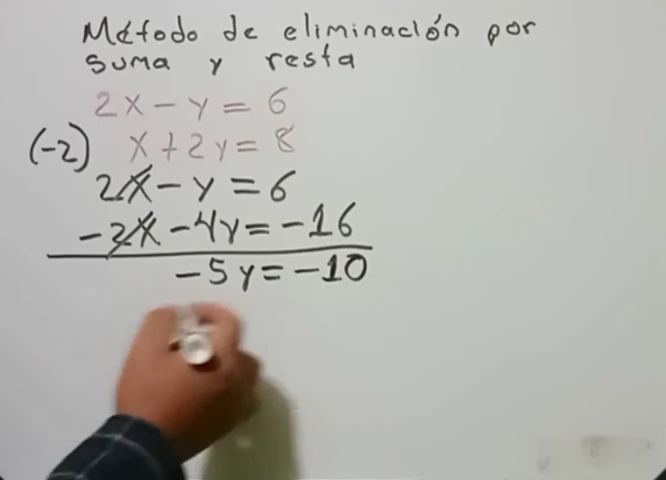 Método de eliminación por
suma y resta
2x - y = 6
(-2) x + 2y = 8
2x - y = 6
-2x - 4y = -16
-5y = -10